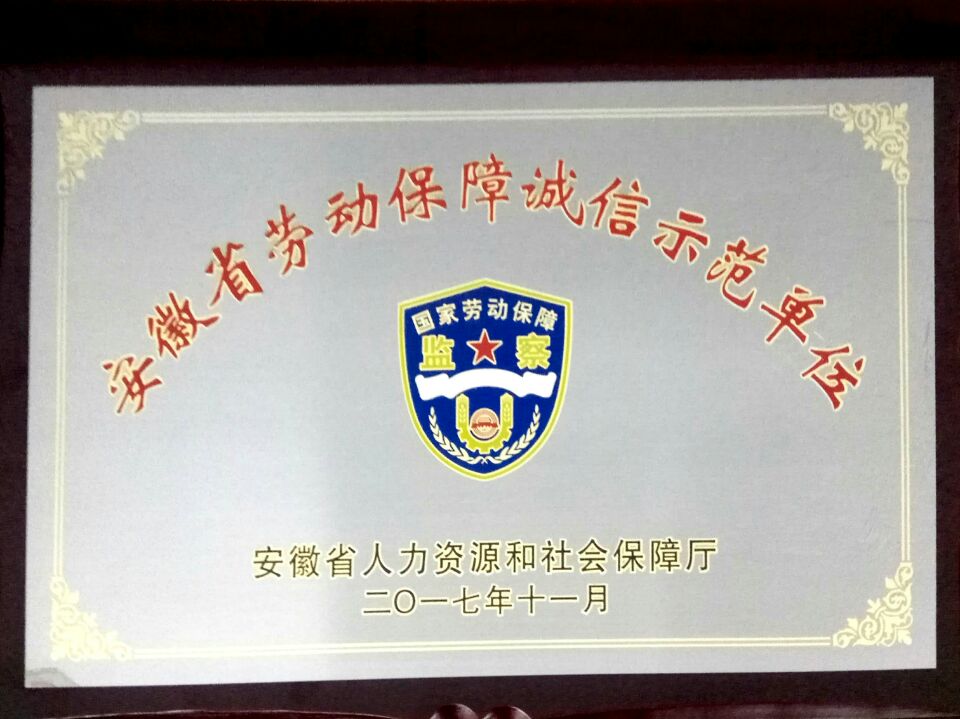 安徽省劳动保障诚信示范单位
国家劳动保障
监察
安徽省人力资源和社会保障厅
二〇一七年十一月